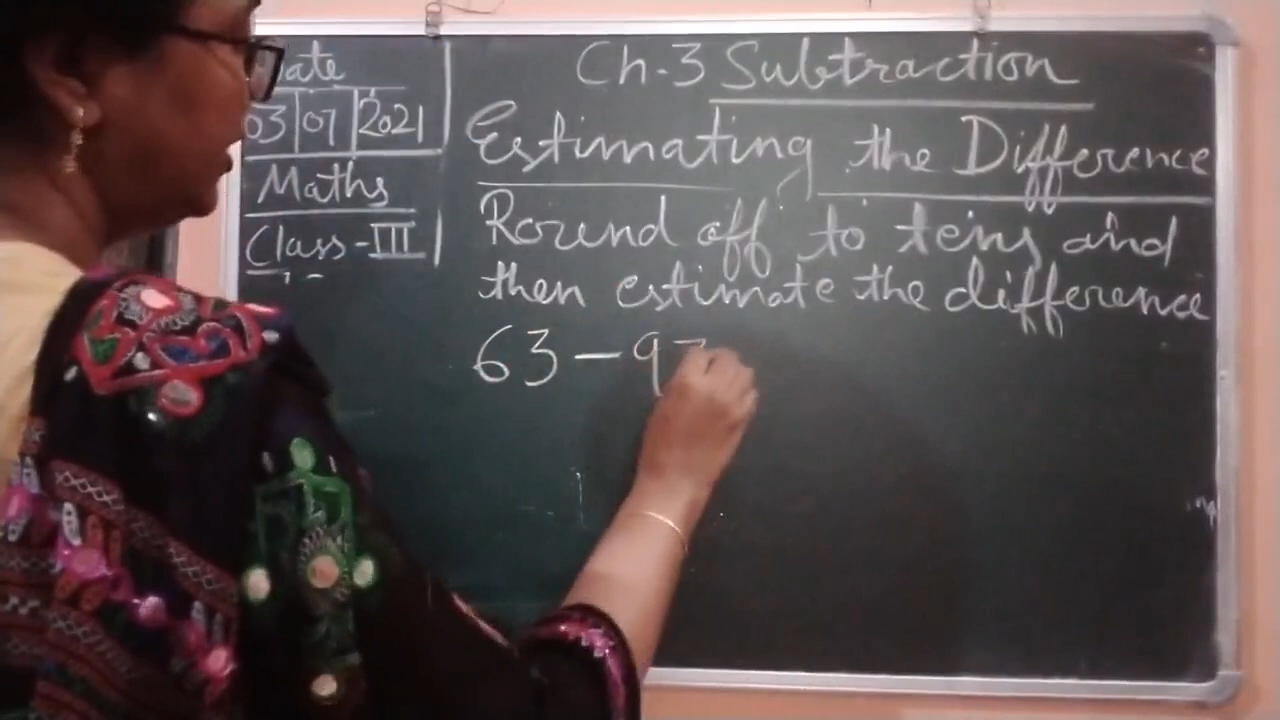 Date
03 | 07 | 2021
Maths
Class-III
Ch.3 Subtraction
Estimating the Difference
Round off to tens and
then estimate the difference
63 - 9